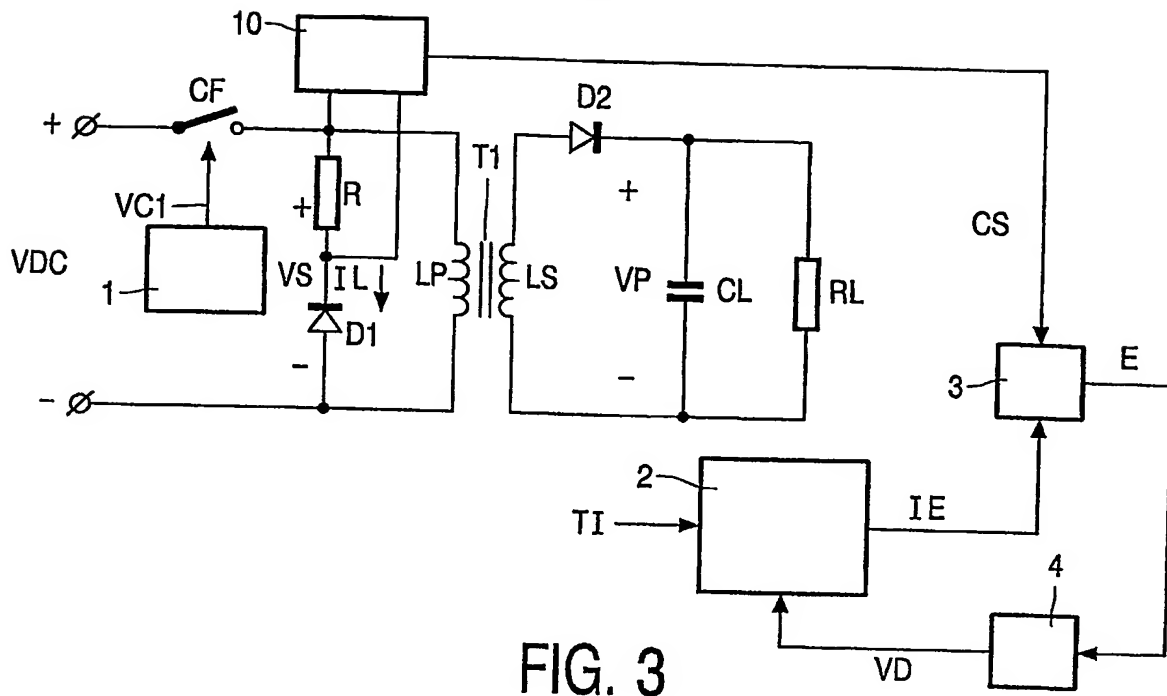 10
CF
D2
+
T1
R
+
+
VC1
CS
VDC
1
VS
IL
LP
LS
VP
CL
RL
D1
-
-
-
3
E
2
TI
IE
4
VD
FIG. 3